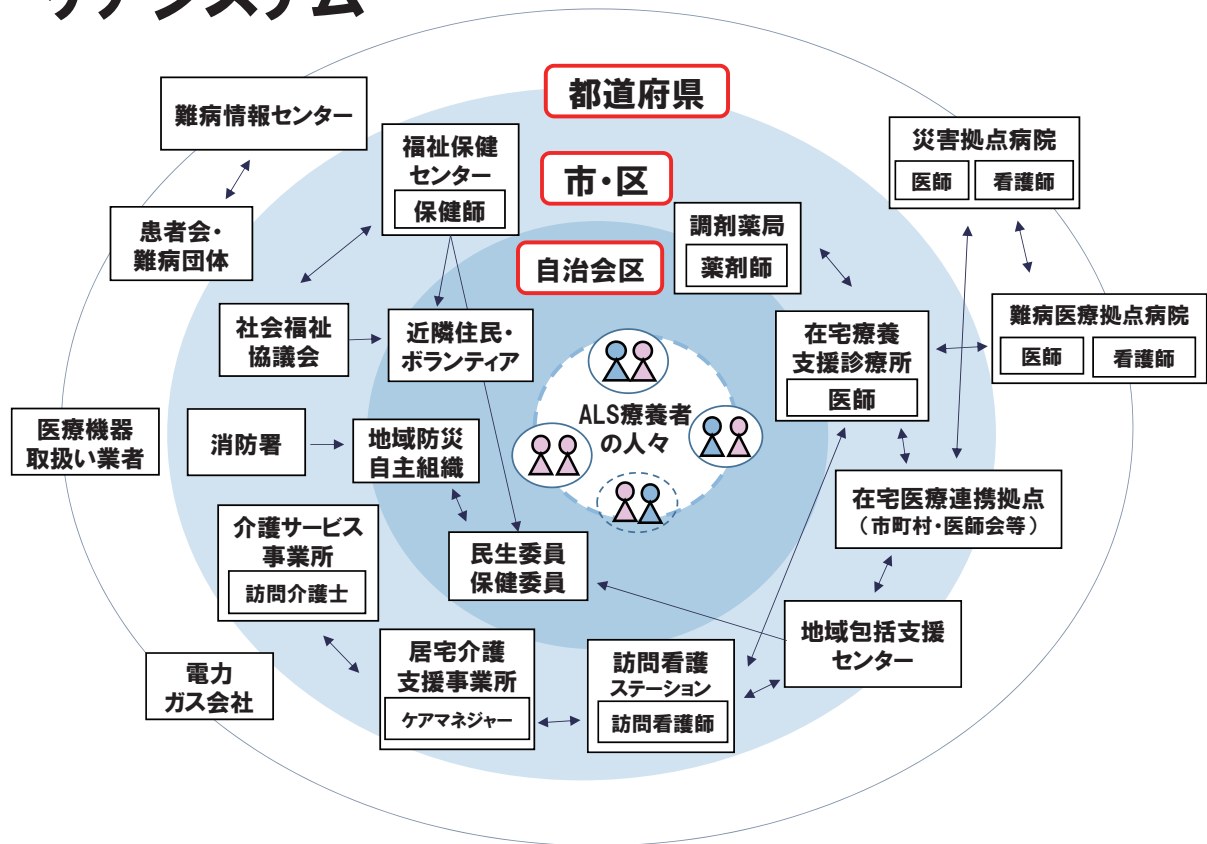 ケアシステム
都道府県
難病情報センター
災害拠点病院
医師
看護師
福祉保健
センター
保健師
市・区
調剤薬局
薬剤師
患者会・
難病団体
自治会区
社会福祉
協議会
近隣住民・
ボランティア
在宅療養
支援診療所
医師
難病医療拠点病院
医師
看護師
ALS療養者
の人々
医療機器
取扱い業者
消防署
地域防災
自主組織
在宅医療連携拠点
（市町村・医師会等）
介護サービス
事業所
訪問介護士
民生委員
保健委員
地域包括支援
センター
電力
ガス会社
居宅介護
支援事業所
ケアマネジャー
訪問看護
ステーション
訪問看護師